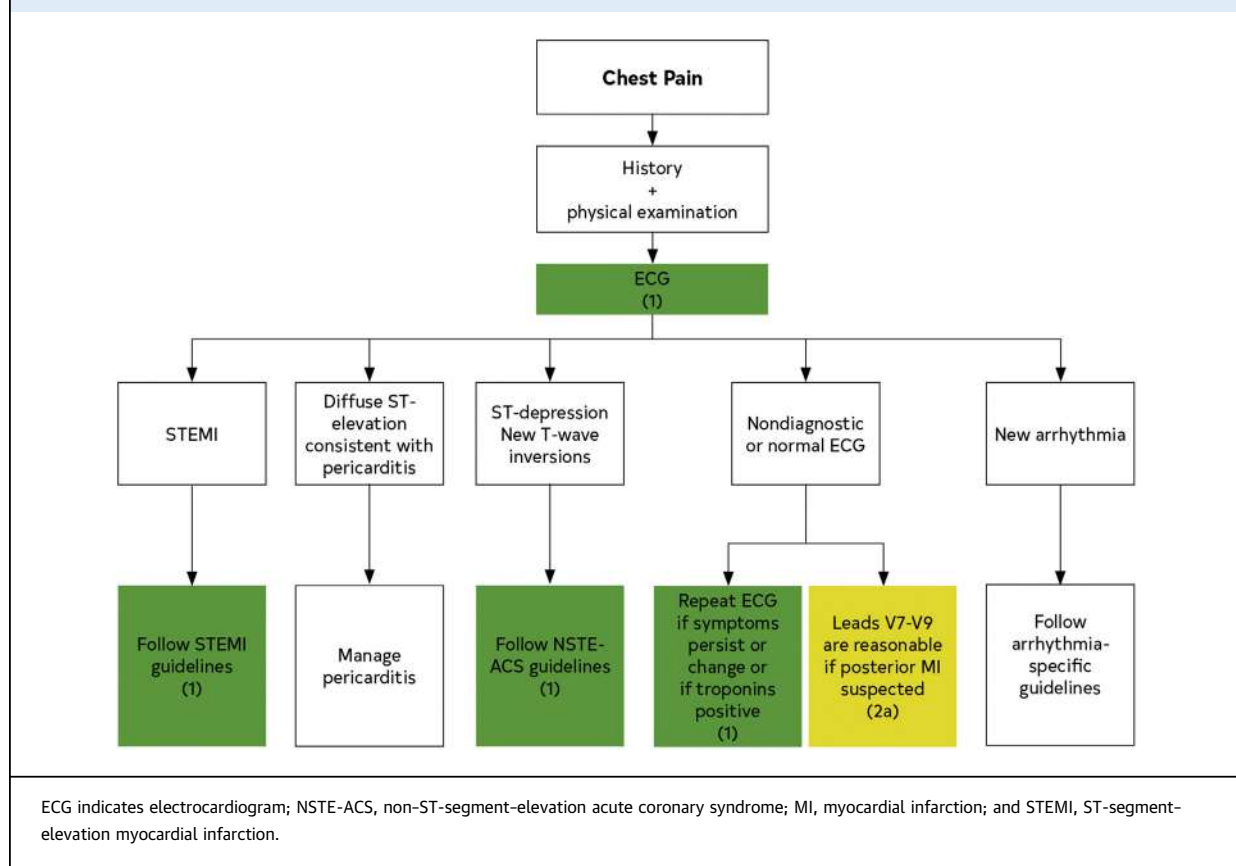 Chest Pain
History
+
physical examination
ECG
(1)
STEMI
Diffuse ST-
elevation
consistent with
pericarditis
ST-depression
New T-wave
inversions
Nondiagnostic
or normal ECG
New arrhythmia
Follow STEMI
guidelines
(1)
Manage
pericarditis
Follow NSTE-
ACS guidelines
(1)
Repeat ECG
if symptoms
persist or
change or
if troponins
positive
(1)
Leads V7-V9
are reasonable
if posterior MI
suspected
(2a)
Follow
arrhythmia-
specific
guidelines
ECG indicates electrocardiogram; NSTE-ACS, non-ST-segment-elevation acute coronary syndrome; MI, myocardial infarction; and STEMI, ST-segment-
elevation myocardial infarction.